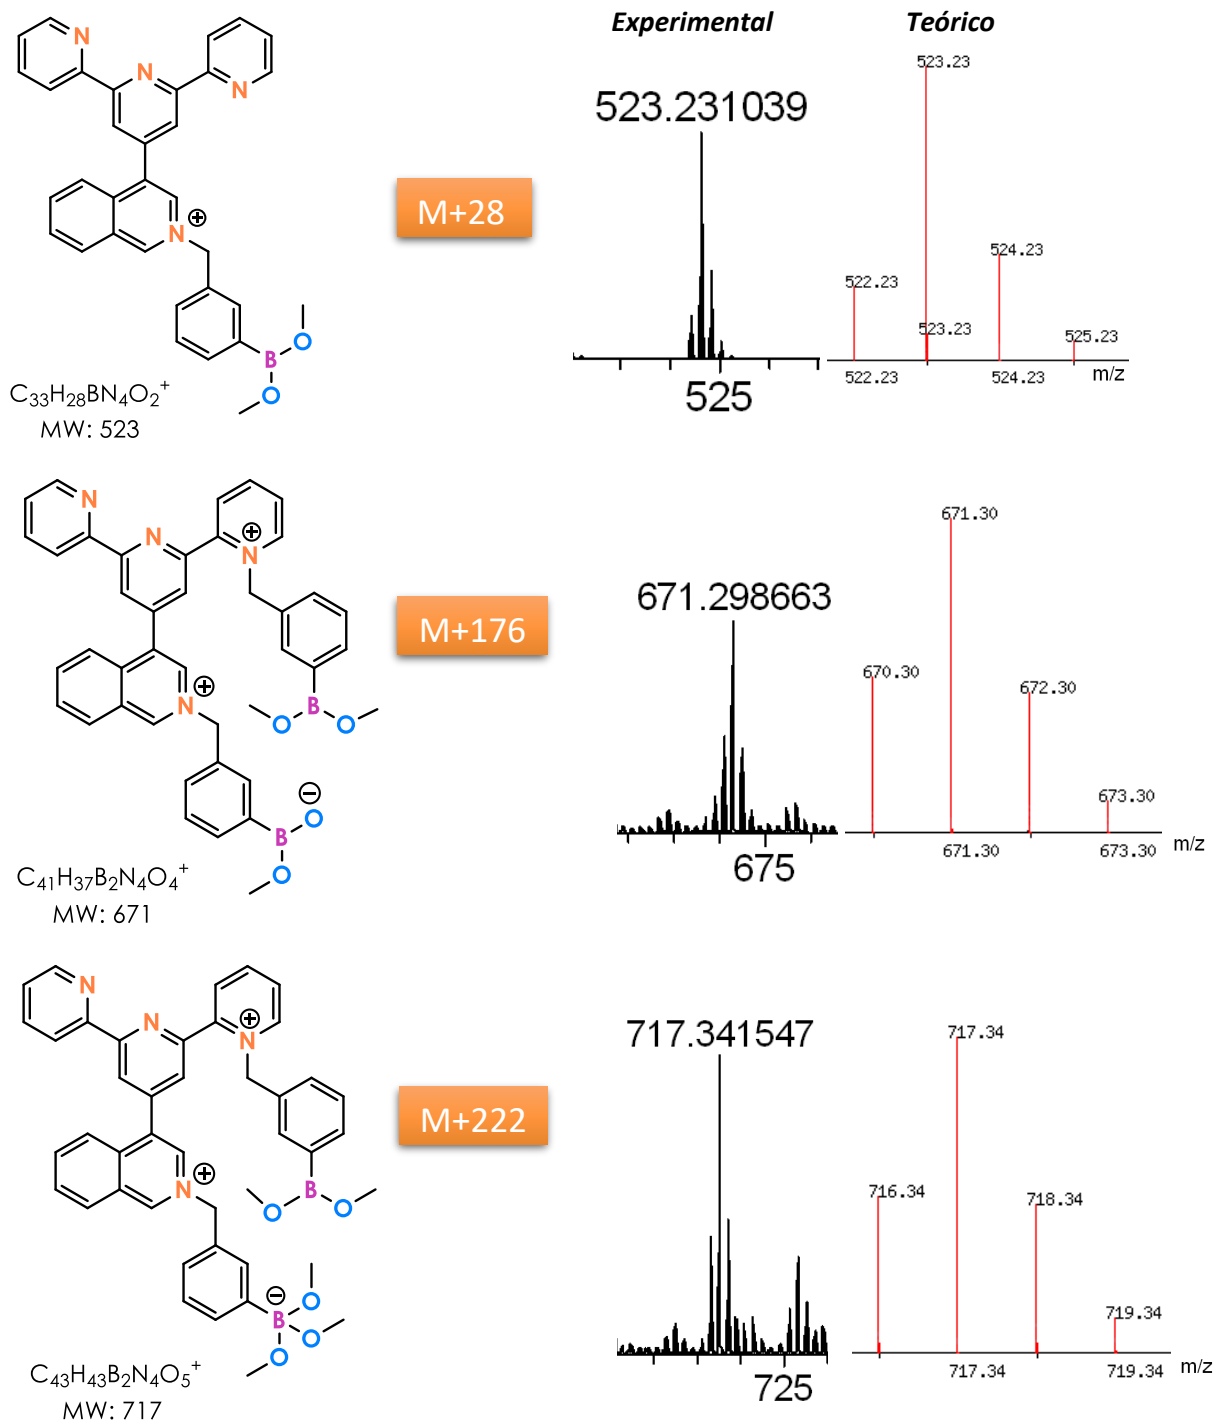 Experimental Teórico
N
N
N
N
⊕
B
O
O
C33H28BN4O2+
MW: 523
M+28
523.231039
525
523.23
524.23
522.23
523.23
525.23
522.23 524.23 m/z
N
N
N
⊕
N
⊕
B
O
O
⊖
O
B
O
C41H37B2N4O4+
MW: 671
M+176
671.298663
675
671.30
670.30
672.30
673.30
671.30 673.30 m/z
N
N
N
⊕
N
⊕
B
O
O
⊖
B
O
O
O
C43H43B2N4O5+
MW: 717
M+222
717.341547
725
717.34
716.34
718.34
719.34
717.34 719.34 m/z